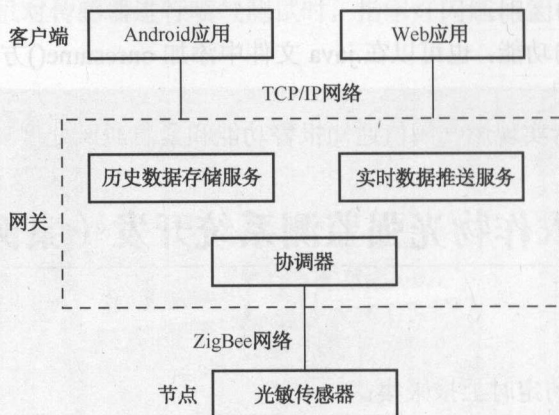 客户端
Android应用
Web应用
TCP/IP网络
历史数据存储服务
实时数据推送服务
网关
协调器
ZigBee网络
节点
光敏传感器